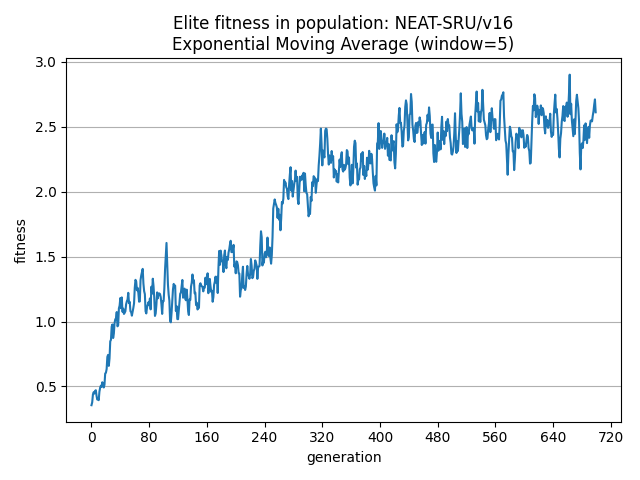 Elite fitness in population: NEAT-SRU/v16
Exponential Moving Average (window=5)
3.0
2.5
2.0
1.5
1.0
0.5
fitness
0 80 160 240 320 400 480 560 640 720
generation